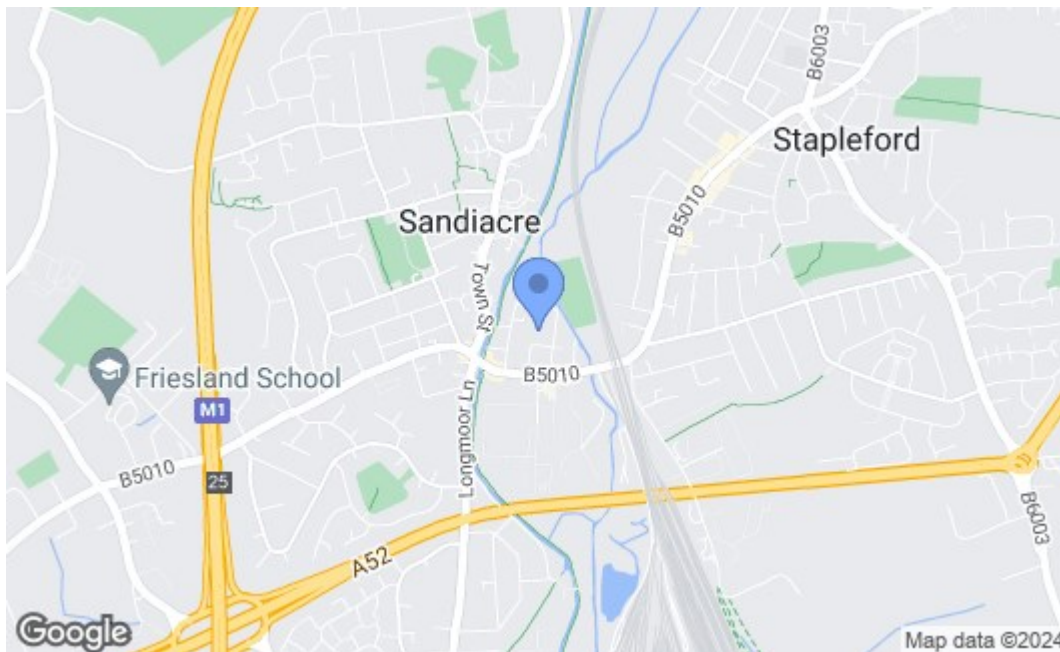 B6003
Stapleford
B5010
Sandiacre
Town St
Friesland School
M1
B5010
Longmoor Ln
B5010
25
A52
B6003
Google
Map data ©2024